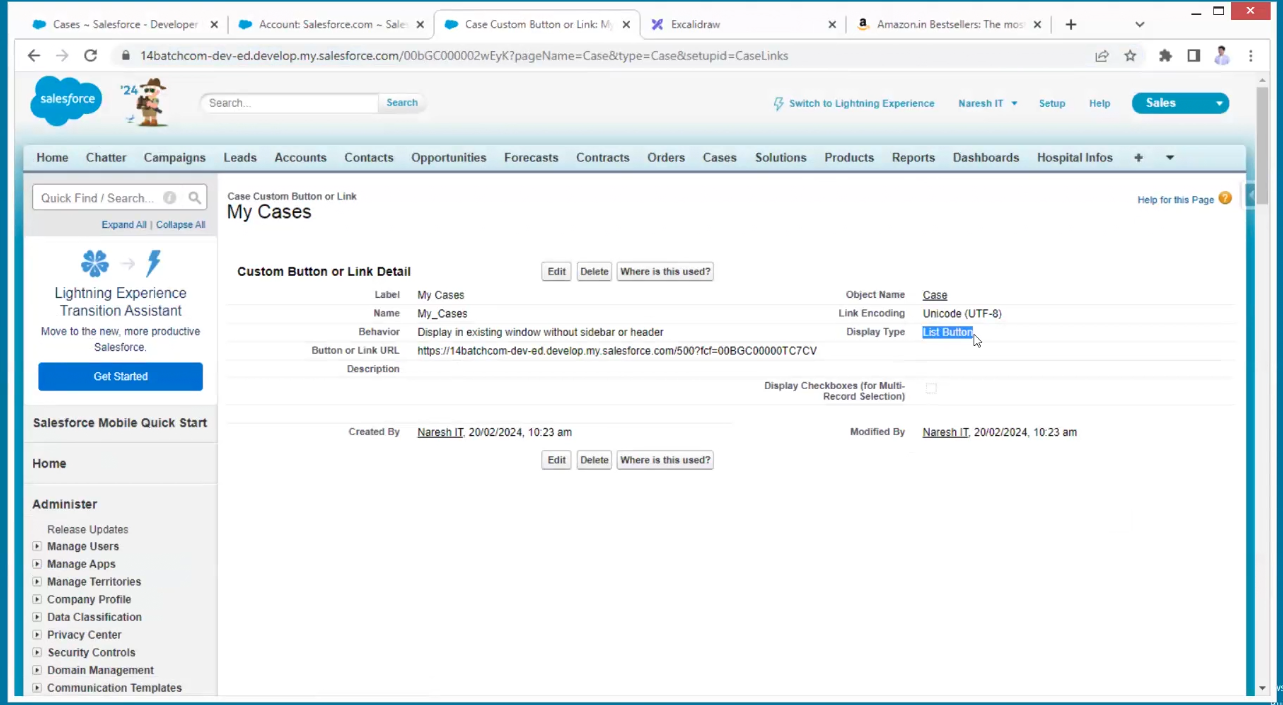 Cases ~ Salesforce - Developer
Account: Salesforce.com ~ Sales
Case Custom Button or Link: My
Excalidraw
Amazon.in Bestsellers: The mos
14batchcom-dev-ed.develop.my.salesforce.com/00bGC000002wEyK?pageName=Case&type=Case&setupid=CaseLinks
salesforce
'24
Search...
Search
Switch to Lightning Experience
Naresh IT
Setup
Help
Sales
Home Chatter Campaigns Leads Accounts Contacts Opportunities Forecasts Contracts Orders Cases Solutions Products Reports Dashboards Hospital Infos +
Quick Find / Search...
Expand All | Collapse All
Lightning Experience
Transition Assistant
Move to the new, more productive
Salesforce.
Get Started
Salesforce Mobile Quick Start
Home
Administer
Release Updates
Manage Users
Manage Apps
Manage Territories
Company Profile
Data Classification
Privacy Center
Security Controls
Domain Management
Communication Templates
Case Custom Button or Link
My Cases
Help for this Page
Custom Button or Link Detail
Edit Delete Where is this used?
Label My Cases Object Name Case
Name My_Cases Link Encoding Unicode (UTF-8)
Behavior Display in existing window without sidebar or header Display Type List Button
Button or Link URL https://14batchcom-dev-ed.develop.my.salesforce.com/500?fcf=00BGC00000TC7CV
Description
Display Checkboxes (for Multi-
Record Selection)
Created By Naresh IT, 20/02/2024, 10:23 am Modified By Naresh IT, 20/02/2024, 10:23 am
Edit Delete Where is this used?